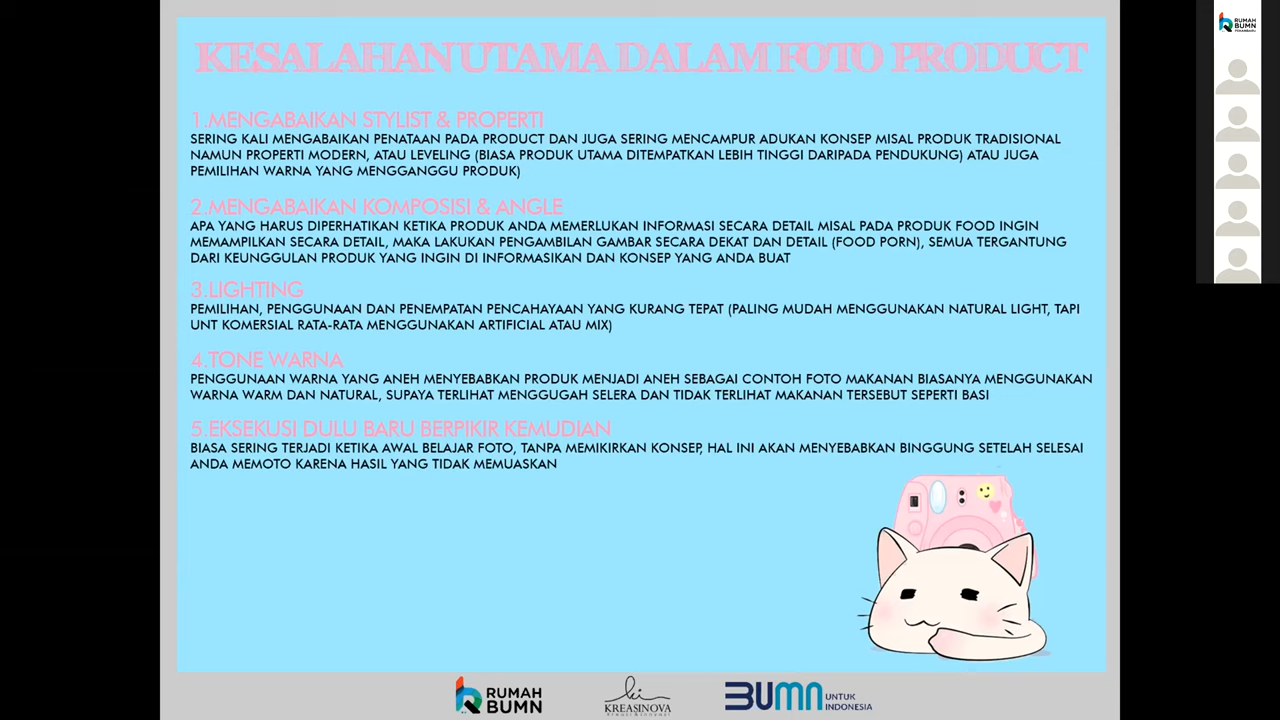 KESALAHAN UTAMA DALAM FOTO PRODUCT
1.MENGABAIKAN STYLIST & PROPERTI
SERING KALI MENGABAIKAN PENATAAN PADA PRODUCT DAN JUGA SERING MENCAMPUR ADUKAN KONSEP MISAL PRODUK TRADISIONAL
NAMUN PROPERTI MODERN, ATAU LEVELING (BIASA PRODUK UTAMA DITEMPATKAN LEBIH TINGGI DARIPADA PENDUKUNG) ATAU JUGA
PEMILIHAN WARNA YANG MENGGANGGU PRODUK)
2.MENGABAIKAN KOMPOSISI & ANGLE
APA YANG HARUS DIPERHATIKAN KETIKA PRODUK ANDA MEMERLUKAN INFORMASI SECARA DETAIL MISAL PADA PRODUK FOOD INGIN
MEMAMPILKAN SECARA DETAIL, MAKA LAKUKAN PENGAMBILAN GAMBAR SECARA DEKAT DAN DETAIL (FOOD PORN), SEMUA TERGANTUNG
DARI KEUNGGULAN PRODUK YANG INGIN DI INFORMASIKAN DAN KONSEP YANG ANDA BUAT
3.LIGHTING
PEMILIHAN, PENGGUNAAN DAN PENEMPATAN PENCAHAYAAN YANG KURANG TEPAT (PALING MUDAH MENGGUNAKAN NATURAL LIGHT, TAPI
UNT KOMERSIAL RATA-RATA MENGGUNAKAN ARTIFICIAL ATAU MIX)
4.TONE WARNA
PENGGUNAAN WARNA YANG ANEH MENYEBABKAN PRODUK MENJADI ANEH SEBAGAI CONTOH FOTO MAKANAN BIASANYA MENGGUNAKAN
WARNA WARM DAN NATURAL, SUPAYA TERLIHAT MENGGUGAH SELERA DAN TIDAK TERLIHAT MAKANAN TERSEBUT SEPERTI BASI
5.EKSEKUSI DULU BARU BERPIKIR KEMUDIAN
BIASA SERING TERJADI KETIKA AWAL BELAJAR FOTO, TANPA MEMIKIRKAN KONSEP, HAL INI AKAN MENYEBABKAN BINGGUNG SETELAH SELESAI
ANDA MEMOTO KARENA HASIL YANG TIDAK MEMUASKAN
RUMAH
BUMN
KREASINOVA
BUMN
UNTUK
INDONESIA
RUMAH
BUMN
PEKANBARU